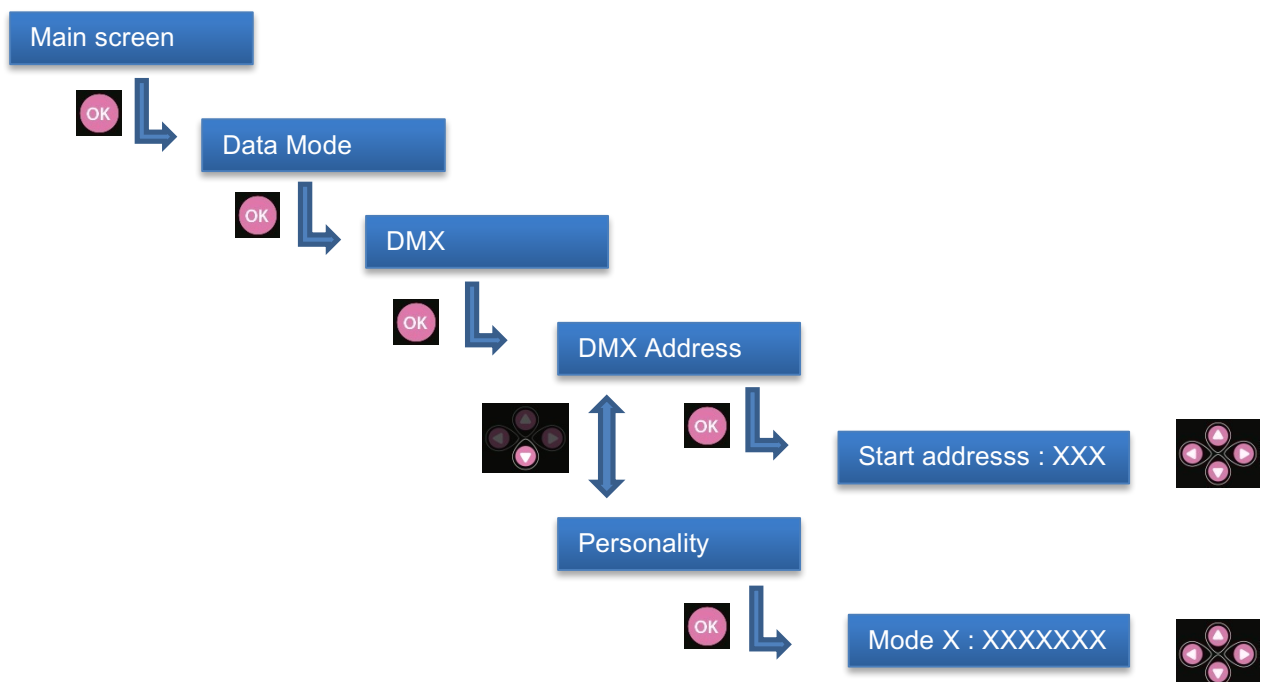 Main screen
OK
Data Mode
OK
DMX
OK
DMX Address
OK
Start addresss : XXX
Personality
OK
Mode X : XXXXXXX